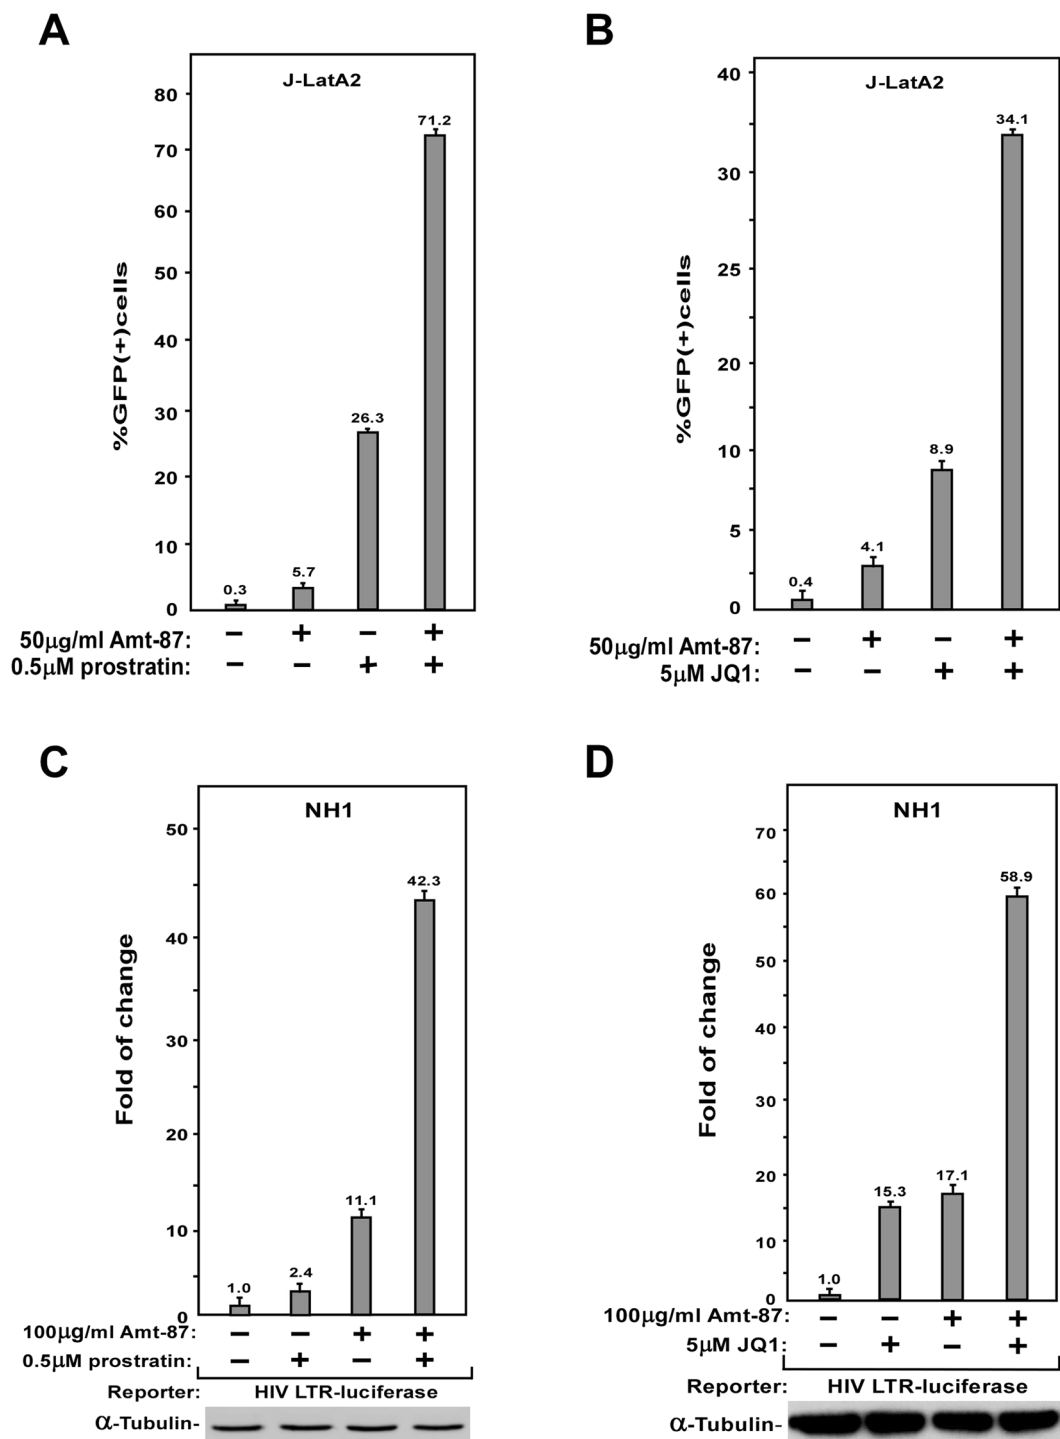 A
J-LatA2
%GFP(+)cells
80
70
60
50
40
30
20
10
0
0.3
5.7
26.3
71.2
50μg/ml Amt-87: – + – +
0.5μM prostratin: – – + +
B
J-LatA2
%GFP(+)cells
40
30
25
20
10
5
0
0.4
4.1
8.9
34.1
50μg/ml Amt-87: – + – +
5μM JQ1: – – + +
C
NH1
Fold of change
50
40
30
20
10
0
1.0
2.4
11.1
42.3
100μg/ml Amt-87: – – + +
0.5μM prostratin: – + – +
Reporter: HIV LTR-luciferase
α-Tubulin-
D
NH1
Fold of change
70
60
50
40
30
20
10
0
1.0
15.3
17.1
58.9
100μg/ml Amt-87: – – + +
5μM JQ1: – + – +
Reporter: HIV LTR-luciferase
α-Tubulin-